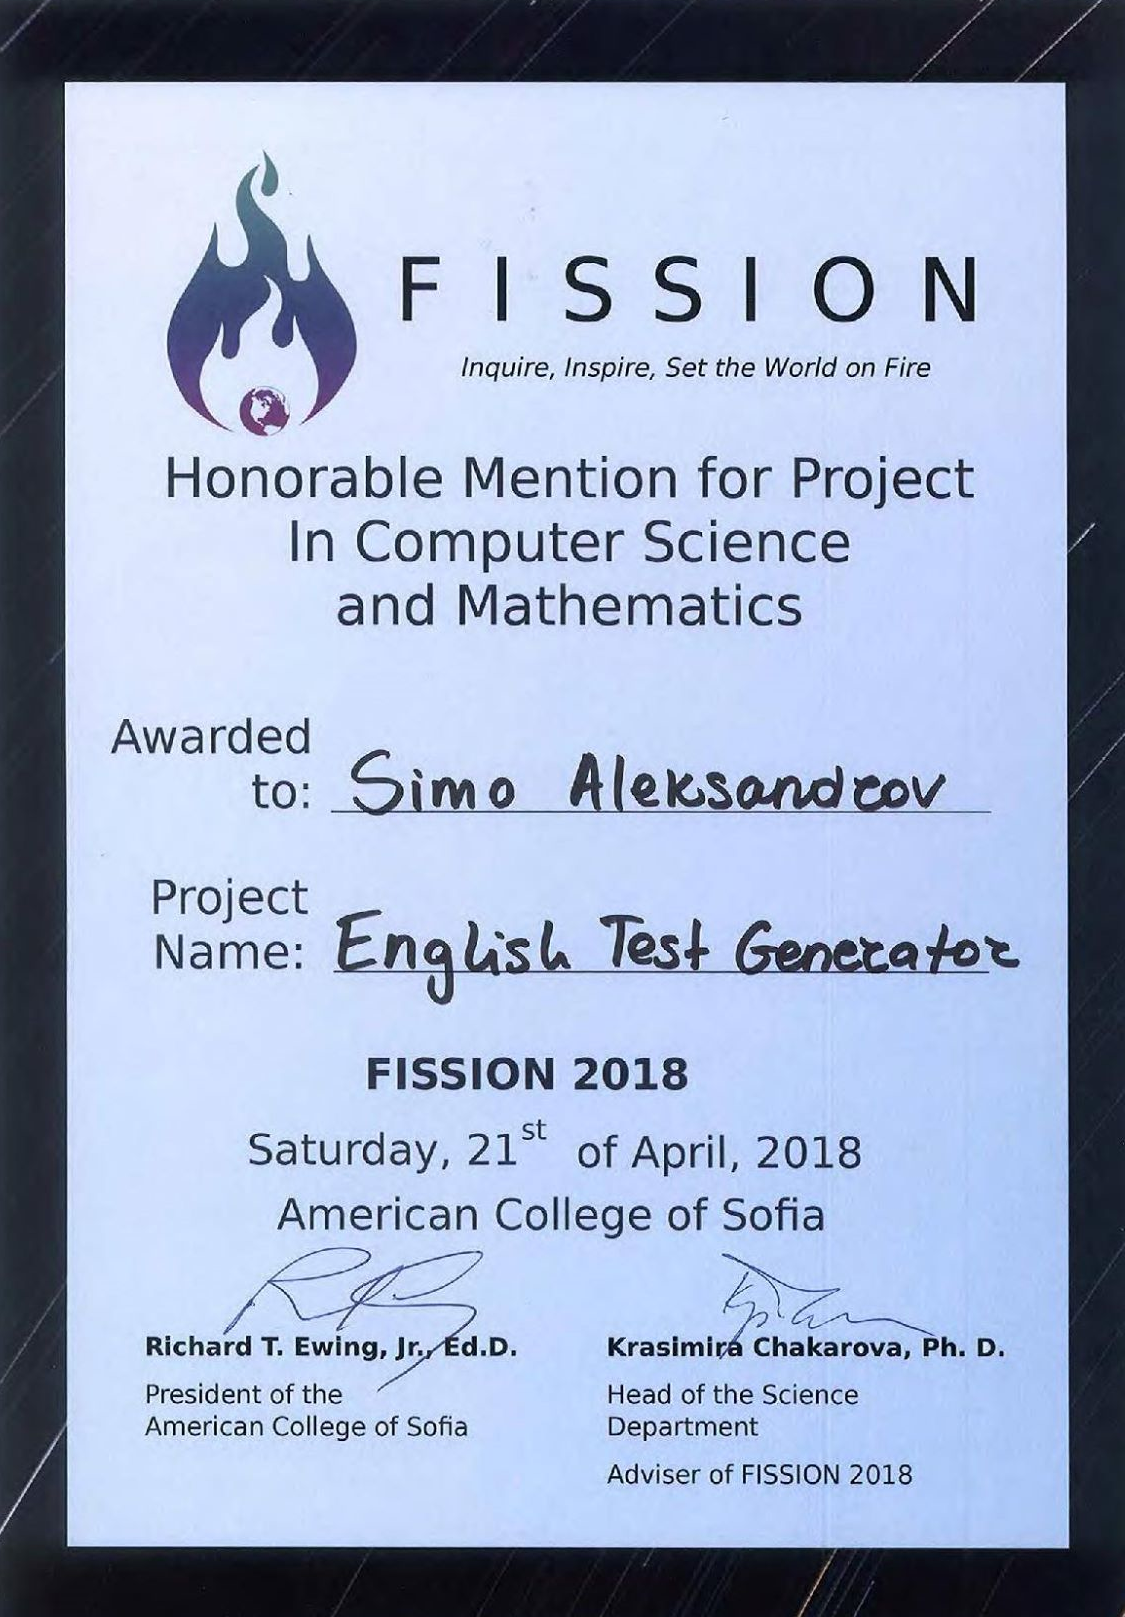 FISSION
Inquire, Inspire, Set the World on Fire
Honorable Mention for Project
In Computer Science
and Mathematics
Awarded
to: Simo Aleksandrov
Project
Name: English Test Generator
FISSION 2018
Saturday, 21st of April, 2018
American College of Sofia
Richard T. Ewing, Jr., Ed.D.
President of the
American College of Sofia
Krasimira Chakarova, Ph. D.
Head of the Science
Department
Adviser of FISSION 2018